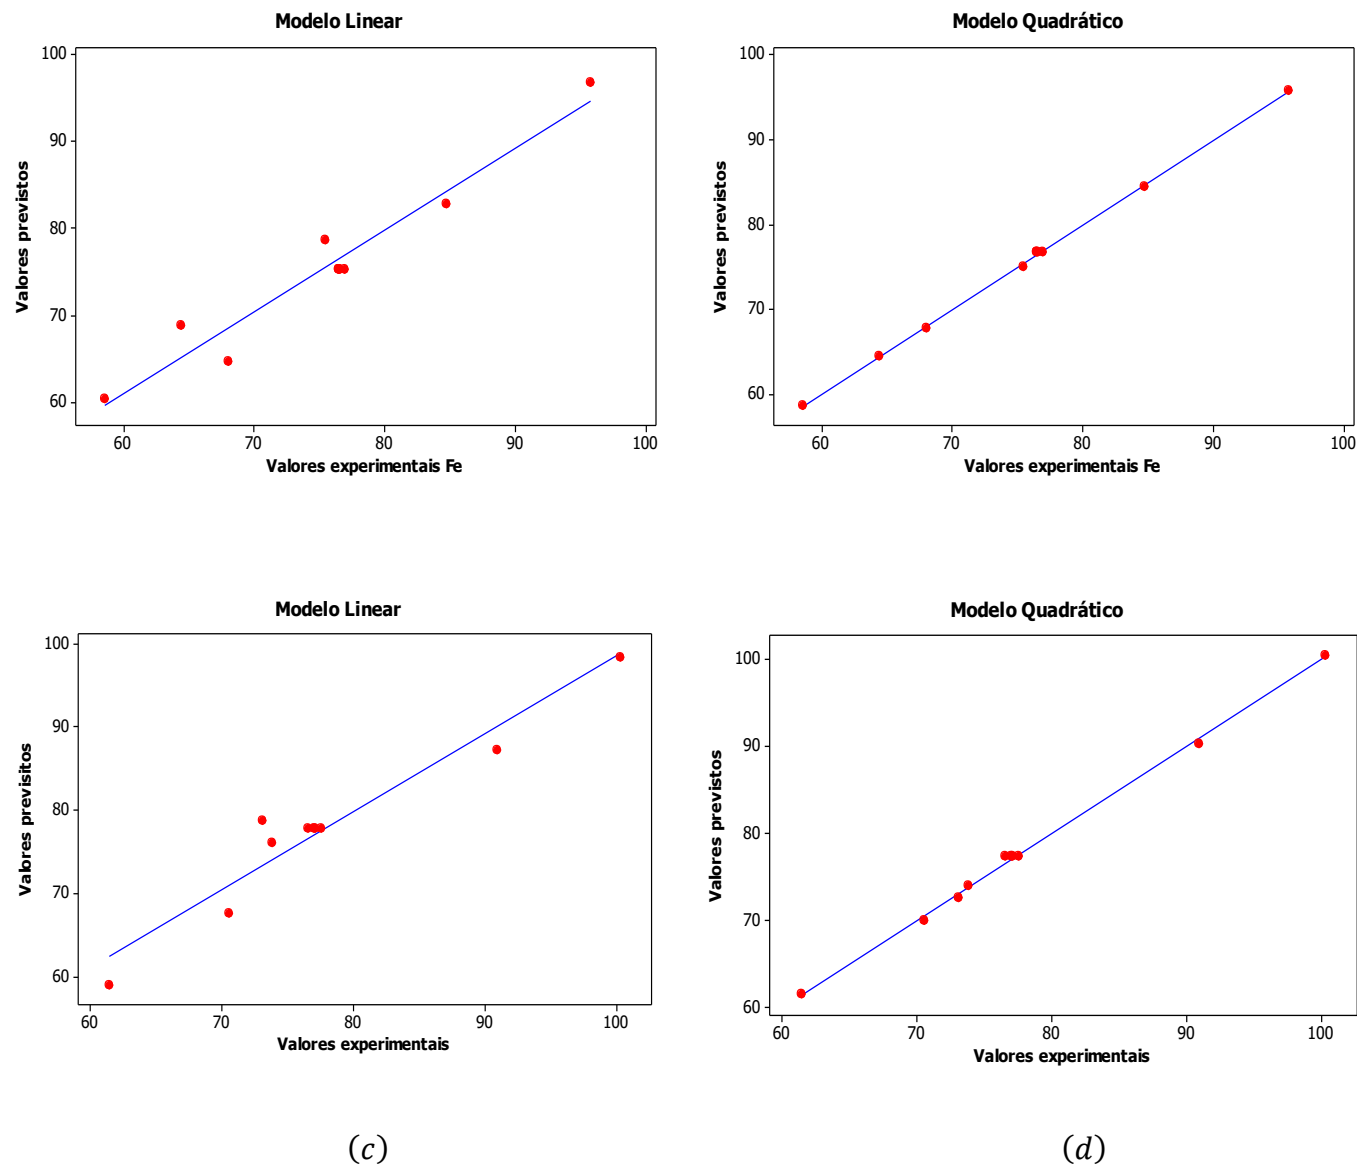 Modelo Linear
100
90
80
70
60
Valores previstos
60 70 80 90 100
Valores experimentais Fe
Modelo Quadrático
100
90
80
70
60
Valores previstos
60 70 80 90 100
Valores experimentais Fe
Modelo Linear
100
90
80
70
60
Valores previsitos
60 70 80 90 100
Valores experimentais
Modelo Quadrático
100
90
80
70
60
Valores previstos
60 70 80 90 100
Valores experimentais
(c) (d)